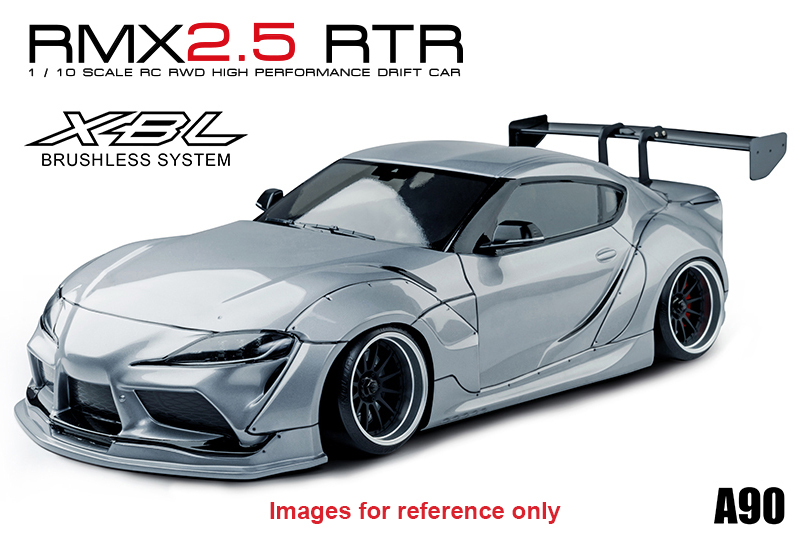 RMX2.5 RTR
1 / 10 SCALE RC RWD HIGH PERFORMANCE DRIFT CAR
XBL
BRUSHLESS SYSTEM
Images for reference only
A90